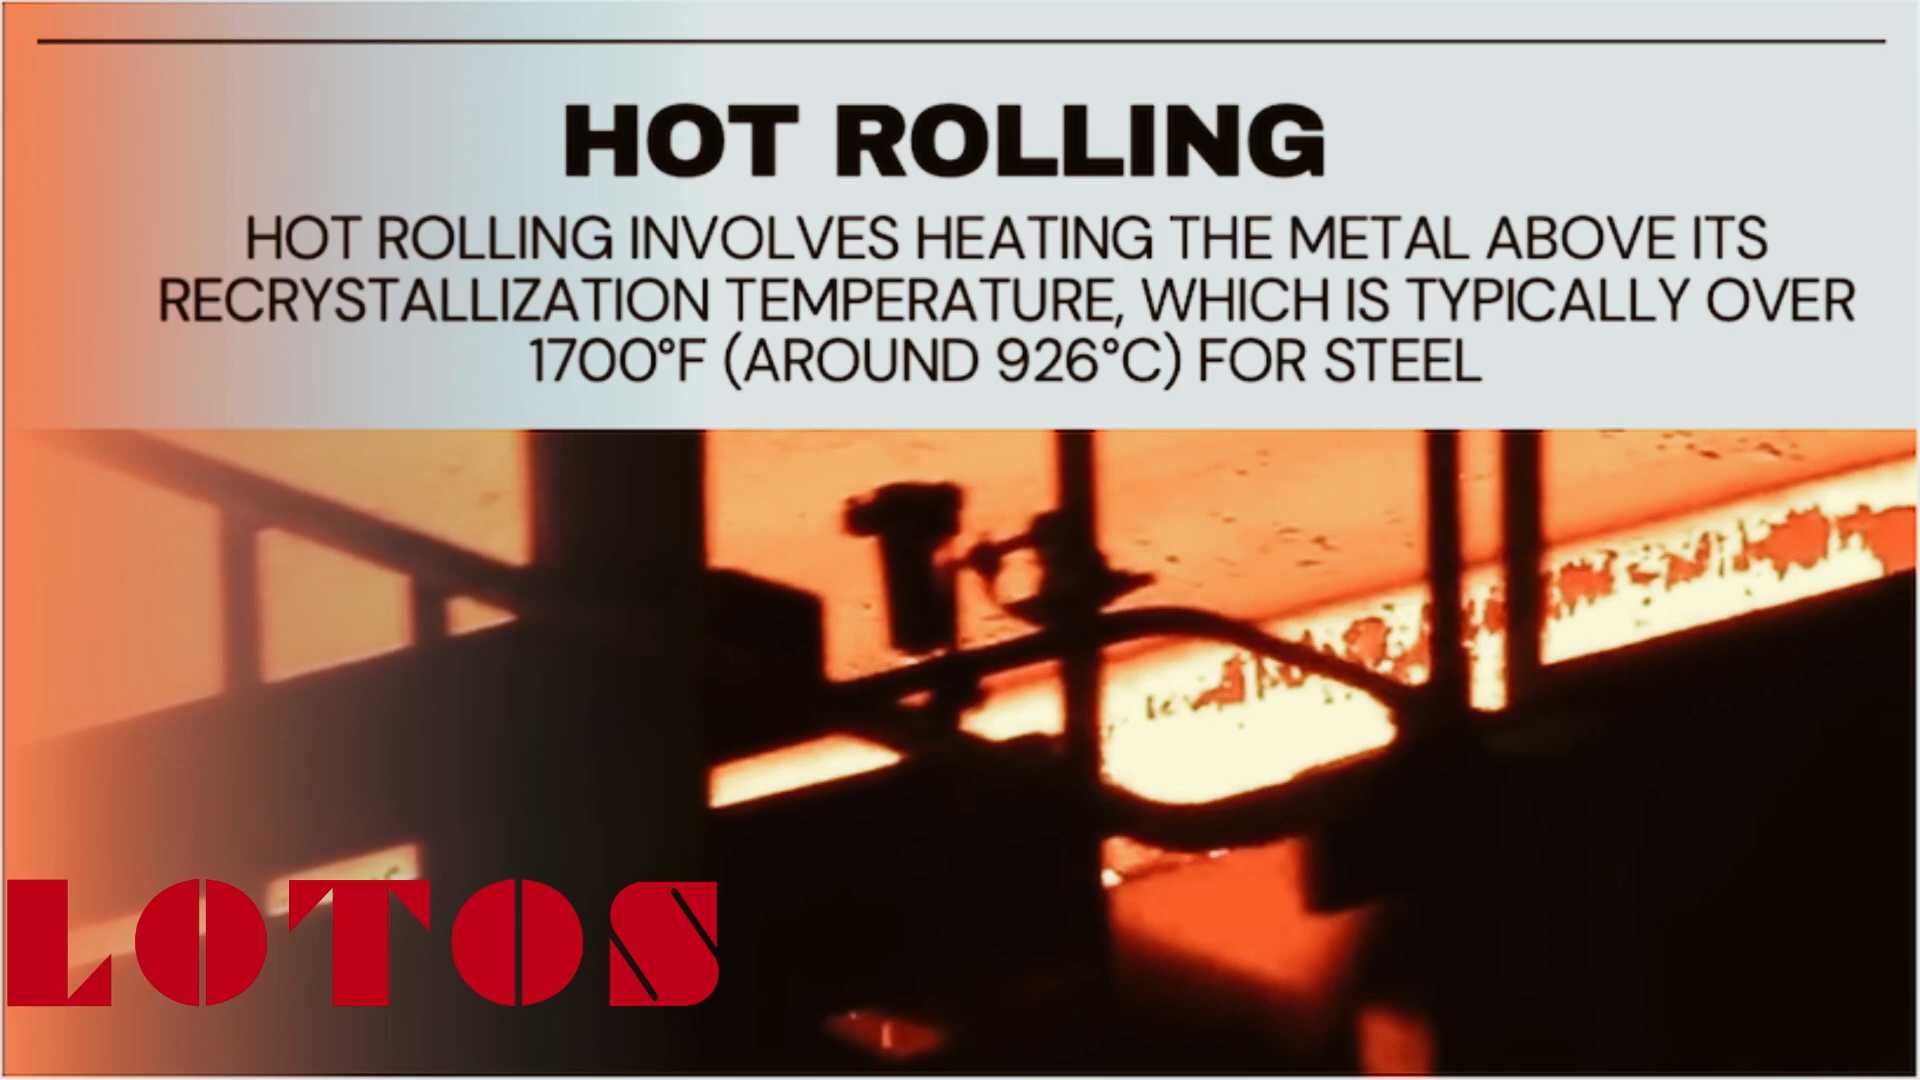 HOT ROLLING
HOT ROLLING INVOLVES HEATING THE METAL ABOVE ITS
RECRYSTALLIZATION TEMPERATURE, WHICH IS TYPICALLY OVER
1700°F (AROUND 926°C) FOR STEEL
LOTOS